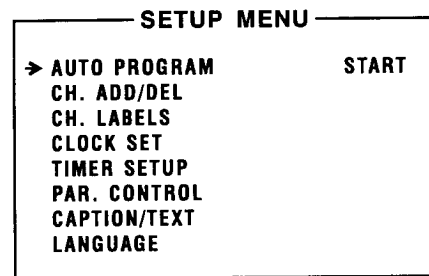 SETUP MENU
→ AUTO PROGRAM START
CH. ADD/DEL
CH. LABELS
CLOCK SET
TIMER SETUP
PAR. CONTROL
CAPTION/TEXT
LANGUAGE